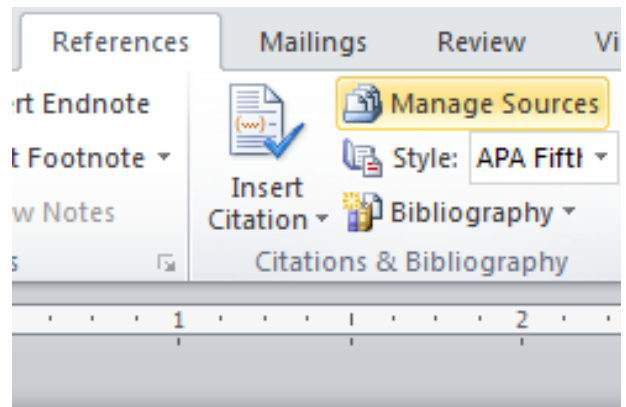 References Mailings Review Vi
rt Endnote
t Footnote
w Notes
s
Insert
Citation
Manage Sources
Style: APA Fifth
Bibliography
Citations & Bibliography
1 2